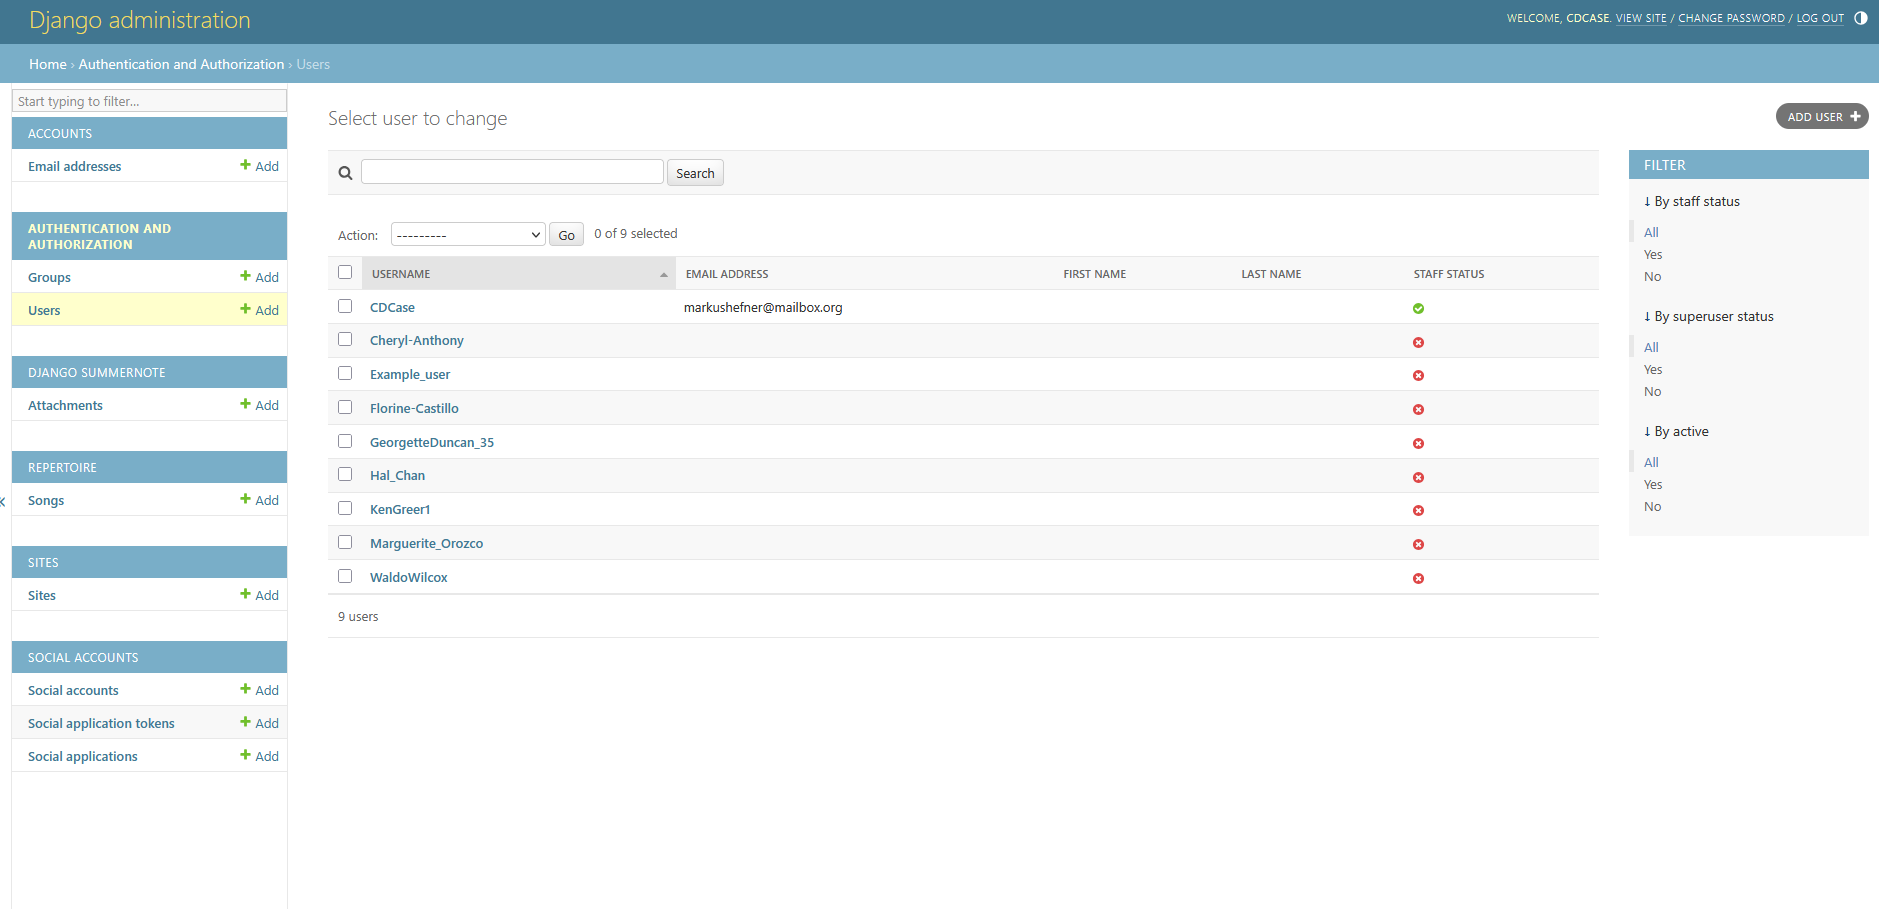 Django administration
WELCOME, CDCASE. VIEW SITE / CHANGE PASSWORD / LOG OUT
Home › Authentication and Authorization › Users
Start typing to filter...
ACCOUNTS
Email addresses + Add
AUTHENTICATION AND
AUTHORIZATION
Groups + Add
Users + Add
DJANGO SUMMERNOTE
Attachments + Add
REPERTOIRE
Songs + Add
SITES
Sites + Add
SOCIAL ACCOUNTS
Social accounts + Add
Social application tokens + Add
Social applications + Add
Select user to change
ADD USER +
Search
Action: --------- Go 0 of 9 selected
USERNAME EMAIL ADDRESS FIRST NAME LAST NAME STAFF STATUS
CDCase markushefner@mailbox.org
Cheryl-Anthony
Example_user
Florine-Castillo
GeorgetteDuncan_35
Hal_Chan
KenGreer1
Marguerite_Orozco
WaldoWilcox
9 users
FILTER
↓ By staff status
All
Yes
No
↓ By superuser status
All
Yes
No
↓ By active
All
Yes
No